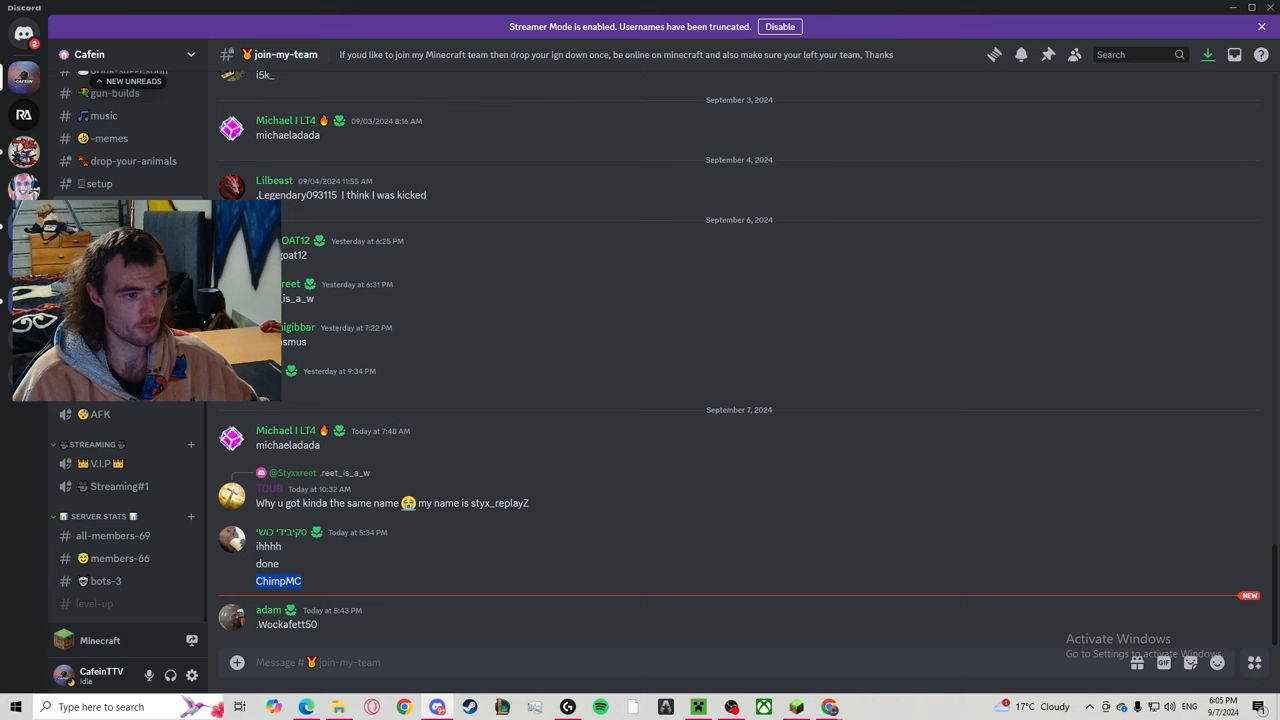 Discord
Streamer Mode is enabled. Usernames have been truncated. Disable
2
Cafein
join-my-team If youd like to join my Minecraft team then drop your ign down once, be online on minecraft and also make sure your left your team, Thanks
Search
NEW UNREADS
gun-builds
music
-memes
drop-your-animals
setup
RA
AFK
STREAMING
V.I.P
Streaming#1
SERVER STATS
all-members-69
members-66
bots-3
level-up
Minecraft
CafeinTTV
Idle
i5k_
September 3, 2024
Michael I LT4 09/03/2024 8:16 AM
michaeladada
September 4, 2024
Lilbeast 09/04/2024 11:55 AM
.Legendary093115 I think I was kicked
September 6, 2024
OAT12 Yesterday at 6:25 PM
goat12
reet Yesterday at 6:31 PM
_is_a_w
igibbar Yesterday at 7:22 PM
smus
Yesterday at 9:34 PM
September 7, 2024
Michael I LT4 Today at 7:48 AM
michaeladada
@Styxxreet .reet_is_a_w
TDUB Today at 10:32 AM
Why u got kinda the same name 😭 my name is styx_replayZ
סקיבידי כושי Today at 5:34 PM
ihhhh
done
ChimpMC
NEW
adam Today at 5:43 PM
.Wockafett50
Message # join-my-team
GIF
Activate Windows
Go to Settings to activate Windows.
Type here to search
1
17°C Cloudy
6:05 PM
9/7/2024